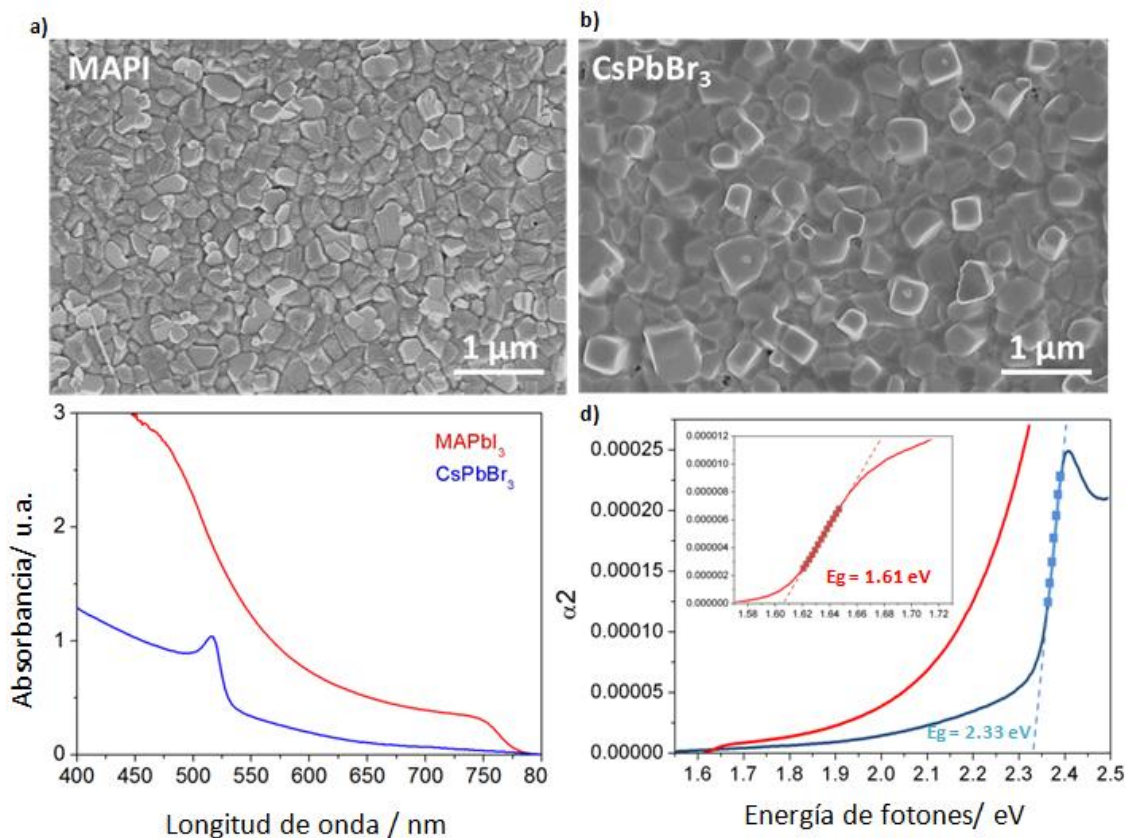 a)
MAPI
1 µm
b)
CsPbBr₃
1 µm
3
2
1
0
Absorbancia/ u.a.
MAPbI₃
CsPbBr₃
400 450 500 550 600 650 700 750 80
Longitud de onda / nm
d)
0.00025
0.00020
0.00015
0.00010
0.00005
0.00000
α2
0.000012
0.000010
0.000008
0.000006
0.000004
0.000002
0.000000
Eg = 1.61 eV
1.58 1.60 1.62 1.64 1.66 1.68 1.70 1.72
Eg = 2.33 eV
1.6 1.7 1.8 1.9 2.0 2.1 2.2 2.3 2.4 2.5
Energía de fotones/ eV